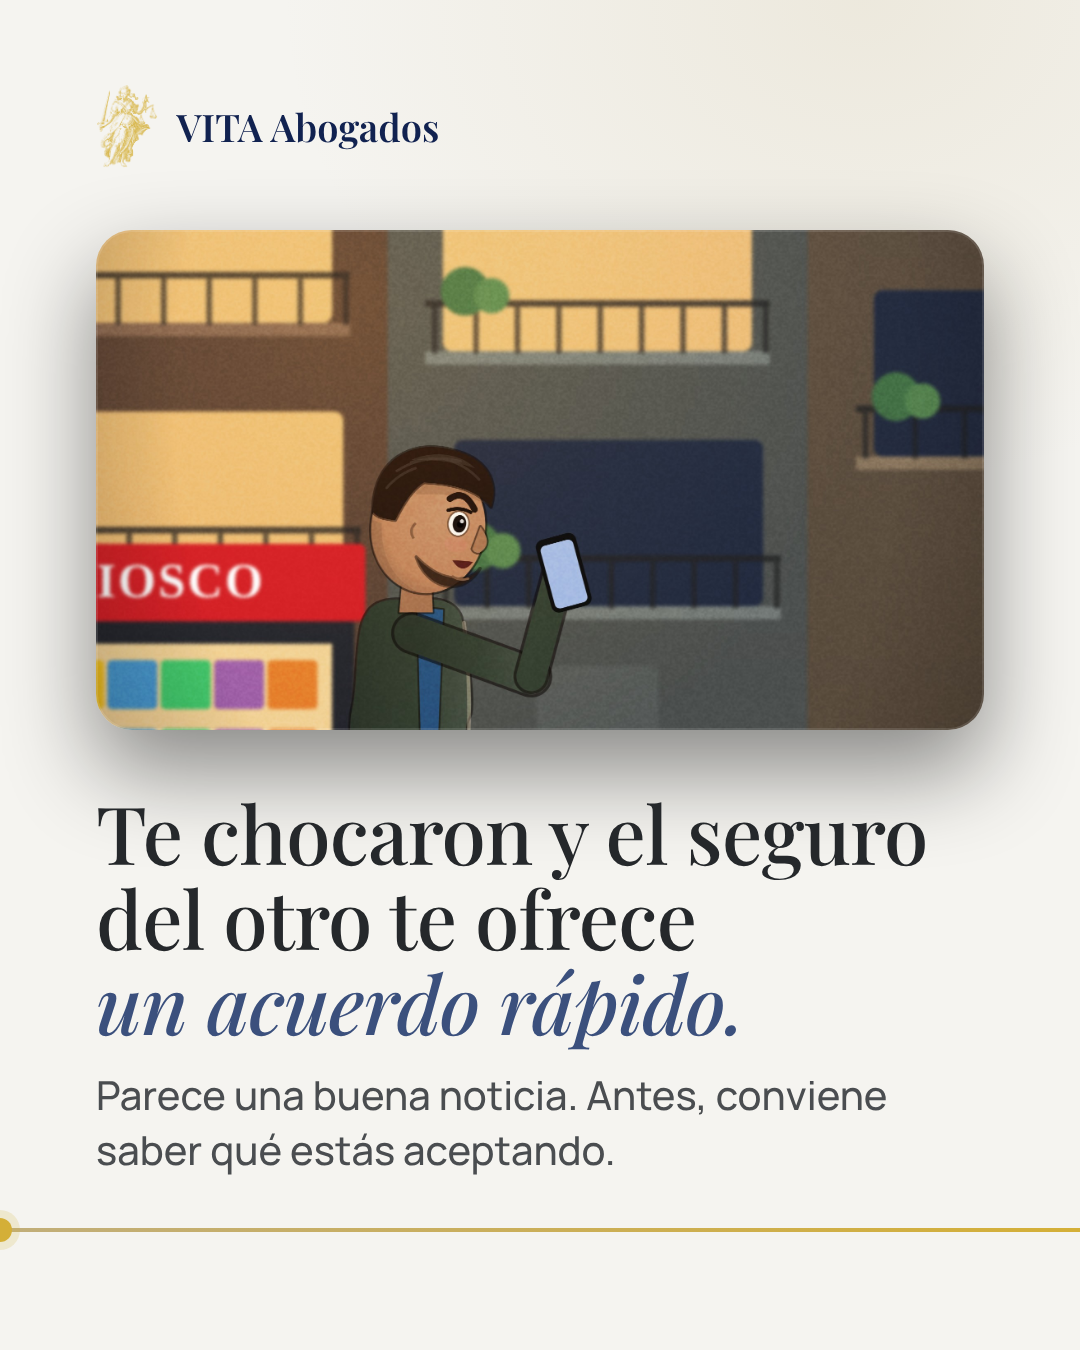 VITA Abogados
IOSCO
Te chocaron y el seguro
del otro te ofrece
un acuerdo rápido.
Parece una buena noticia. Antes, conviene
saber qué estás aceptando.